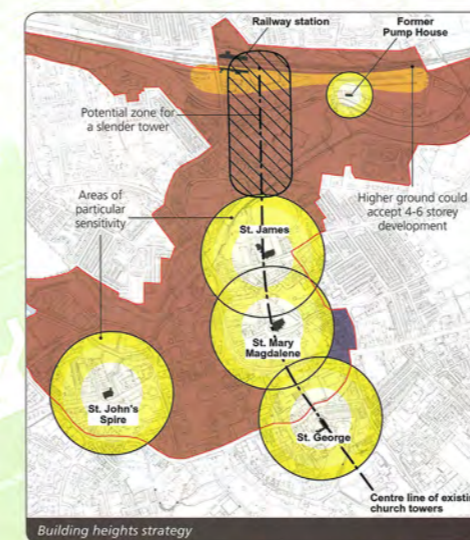 Railway station
Former
Pump House
Potential zone for
a slender tower
Areas of
particular
sensitivity
Higher ground could
accept 4-6 storey
development
St. James
St. Mary
Magdalene
St. John's
Spire
St. George
Centre line of existin
church towers
Building heights strategy